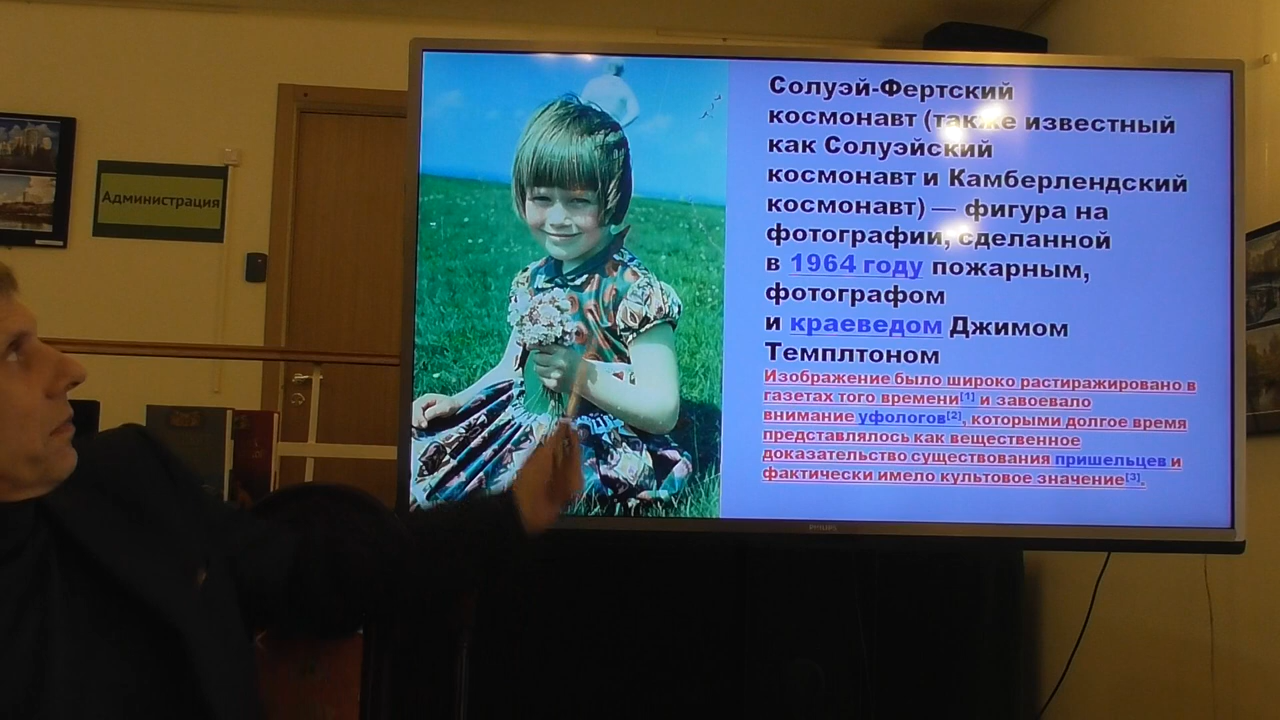 Администрация
Солуэй-Фертский
космонавт (также известный
как Солуэйский
космонавт и Камберлендский
космонавт) — фигура на
фотографии, сделанной
в 1964 году пожарным,
фотографом
и краеведом Джимом
Темплтоном
Изображение было широко растиражировано в
газетах того времени[1] и завоевало
внимание уфологов[2], которыми долгое время
представлялось как вещественное
доказательство существования пришельцев и
фактически имело культовое значение[3].
PHILIPS